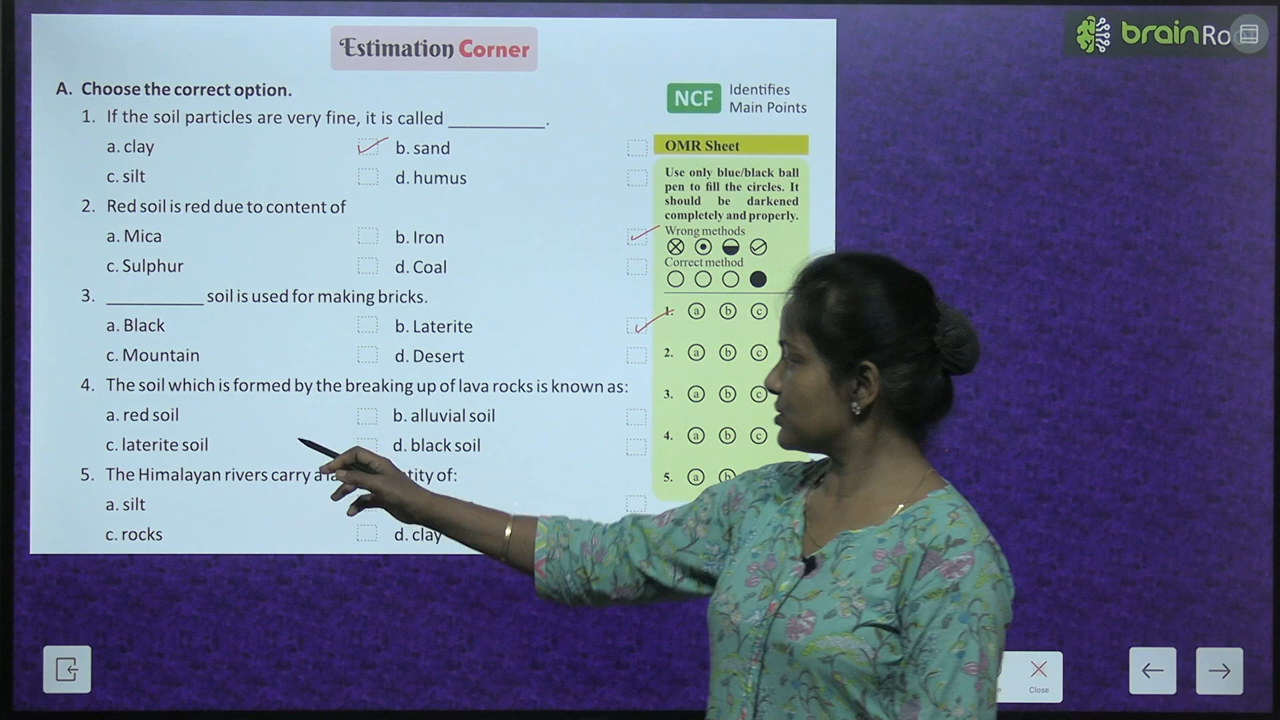 Estimation Corner
brainRo
A. Choose the correct option.
NCF Identifies Main Points
1. If the soil particles are very fine, it is called __________.
a. clay b. sand
c. silt d. humus
2. Red soil is red due to content of
a. Mica b. Iron
c. Sulphur d. Coal
3. __________ soil is used for making bricks.
a. Black b. Laterite
c. Mountain d. Desert
4. The soil which is formed by the breaking up of lava rocks is known as:
a. red soil b. alluvial soil
c. laterite soil d. black soil
5. The Himalayan rivers carry a tity of:
a. silt
c. rocks d. clay
OMR Sheet
Use only blue/black ball
pen to fill the circles. It
should be darkened
completely and properly.
Wrong methods
Correct method
1. a b c
2. a b c
3. a b c
4. a b c
5. a b
Close